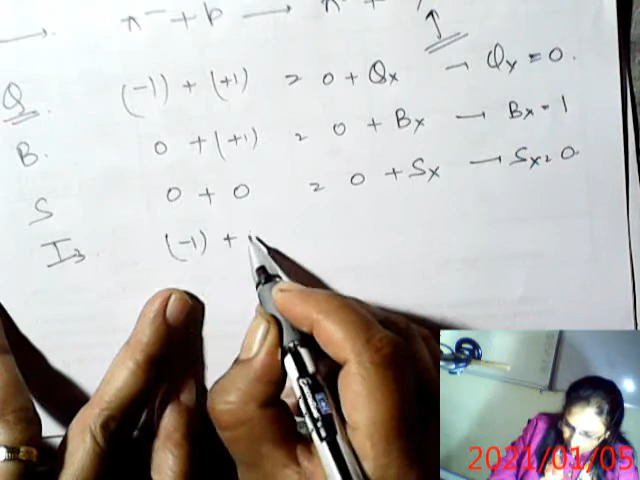 → π⁻ + p → π⁰ +
Q (-1) + (+1) = 0 + Qx → Qx = 0.
B. 0 + (+1) = 0 + Bx → Bx = 1
S 0 + 0 = 0 + Sx → Sx = 0.
I₃ (-1) +
2021/01/05